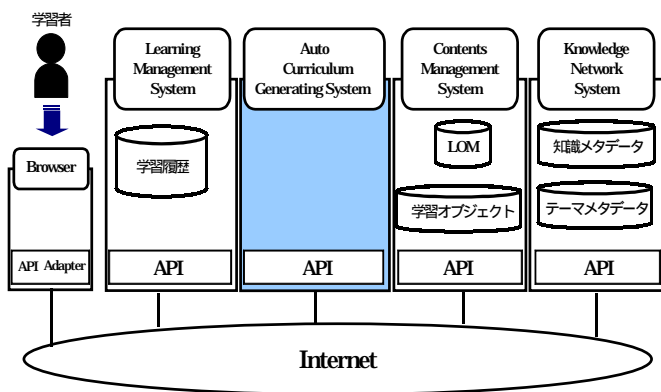 学習者
Learning
Management
System
Auto
Curriculum
Generating System
Contents
Management
System
Knowledge
Network
System
Browser
学習履歴
LOM
学習オブジェクト
知識メタデータ
テーマメタデータ
API Adapter
API
API
API
API
Internet